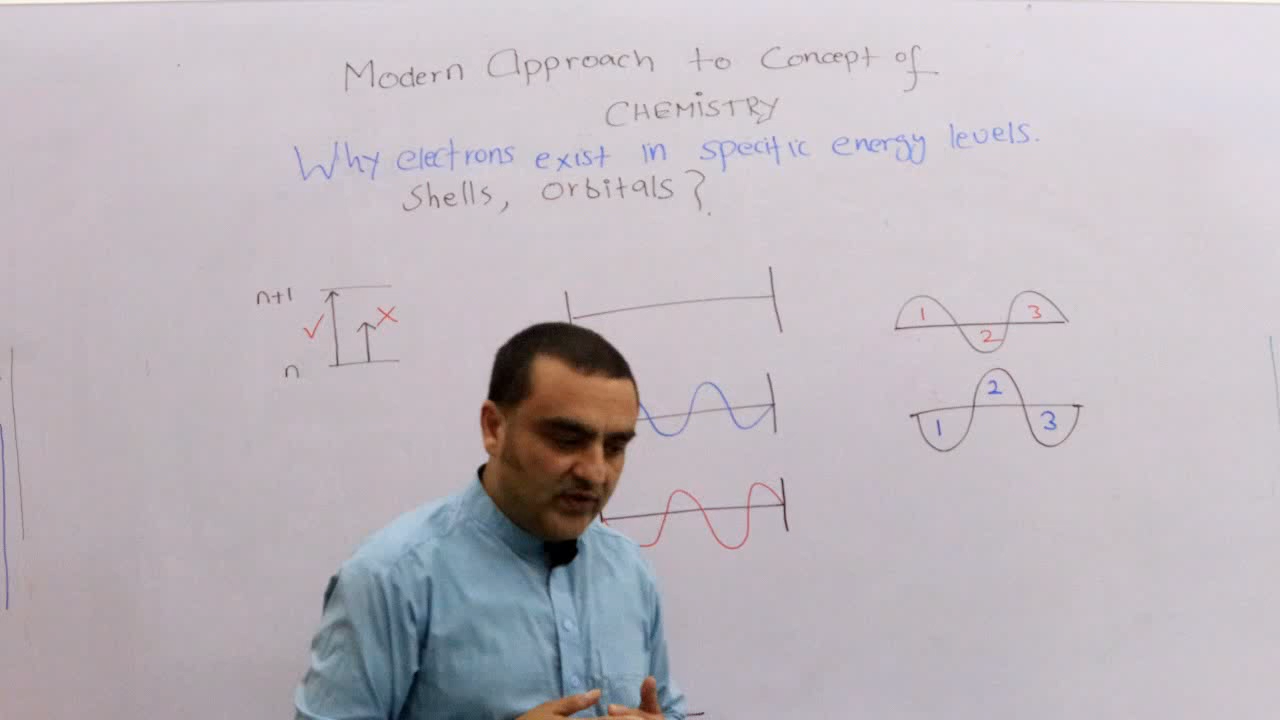 Modern Approach to Concept of
CHEMISTRY
Why electrons exist in specific energy levels.
Shells, Orbitals?
n+1
n
1
2
3
1
2
3